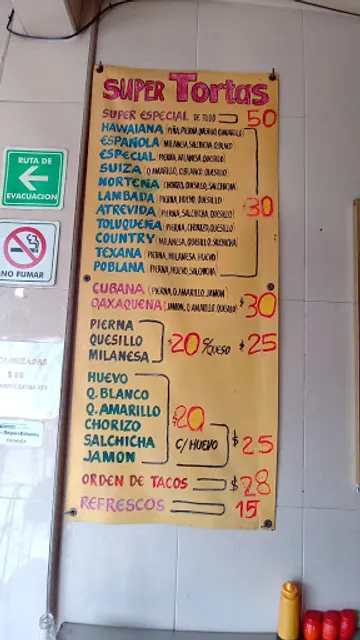 SUPER Tortas
SUPER ESPECIAL DE TODO 50
HAWAIANA (PIÑA, PIERNA, QUESILLO, Q.AMARILLO)
ESPAÑOLA (MILANESA, SALCHICHA, Q.BLANCO)
ESPECIAL (PIERNA, MILANESA, QUESILLO)
SUIZA (Q.AMARILLO, Q.BLANCO, QUESILLO)
NORTEÑA (CHORIZO, QUESILLO, SALCHICHA)
LAMBADA (PIERNA, HUEVO, QUESILLO)
ATREVIDA (PIERNA, SALCHICHA, QUESILLO) $30
TOLUQUEÑA (PIERNA, CHORIZO, QUESILLO)
COUNTRY (MILANESA, QUESILLO, SALCHICHA)
TEXANA (PIERNA, MILANESA, HUEVO)
POBLANA (PIERNA, HUEVO, SALCHICHA)
CUBANA (PIERNA, Q.AMARILLO, JAMON)
OAXAQUEÑA (JAMON, Q.AMARILLO, QUESILLO) $30
PIERNA
QUESILLO $20 C/QUESO $25
MILANESA
HUEVO
Q. BLANCO
Q. AMARILLO $20
CHORIZO
SALCHICHA C/HUEVO $25
JAMON
ORDEN DE TACOS $28
REFRESCOS 15
RUTA DE
EVACUACION
NO FUMAR